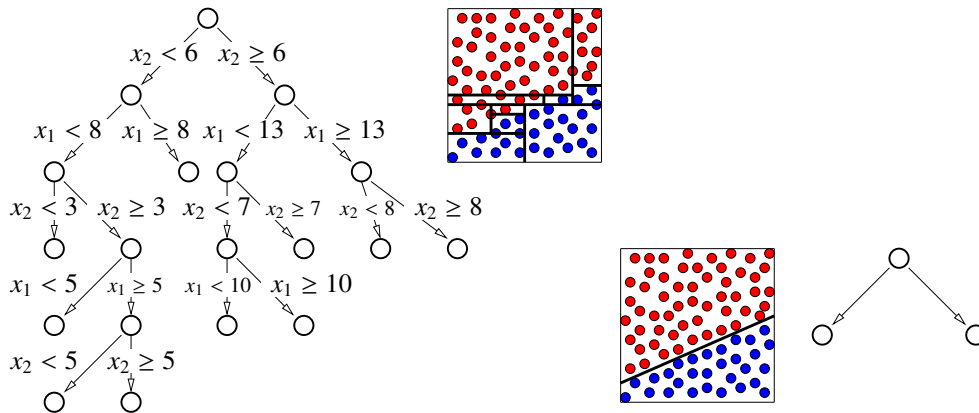 x₂ < 6 x₂ ≥ 6
x₁ < 8 x₁ ≥ 8 x₁ < 13 x₁ ≥ 13
x₂ < 3 x₂ ≥ 3 x₂ < 7 x₂ ≥ 7 x₂ < 8 x₂ ≥ 8
x₁ < 5 x₁ ≥ 5 x₁ < 10 x₁ ≥ 10
x₂ < 5 x₂ ≥ 5